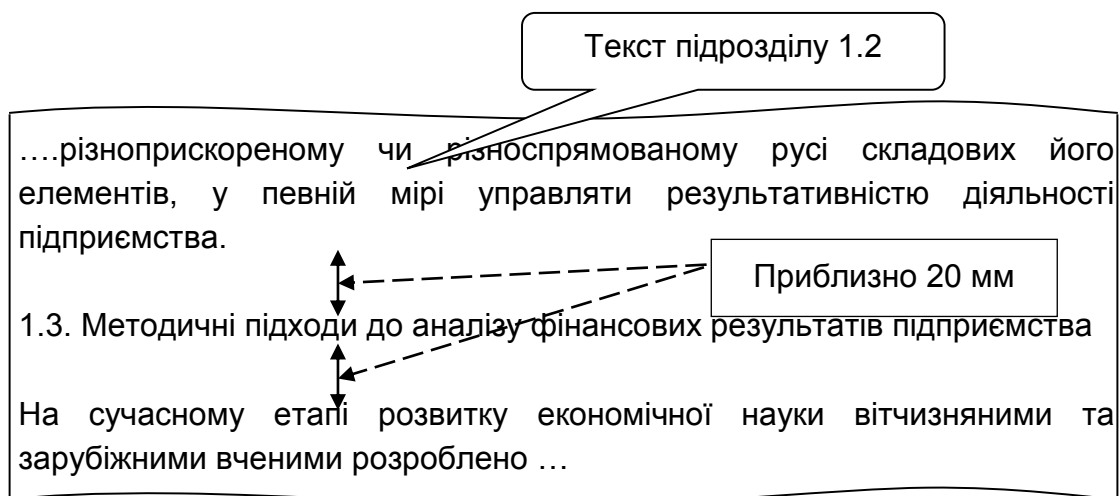 Текст підрозділу 1.2
….різноприскореному чи різноспрямованому русі складових його
елементів, у певній мірі управляти результативністю діяльності
підприємства.
Приблизно 20 мм
1.3. Методичні підходи до аналізу фінансових результатів підприємства
На сучасному етапі розвитку економічної науки вітчизняними та
зарубіжними вченими розроблено …